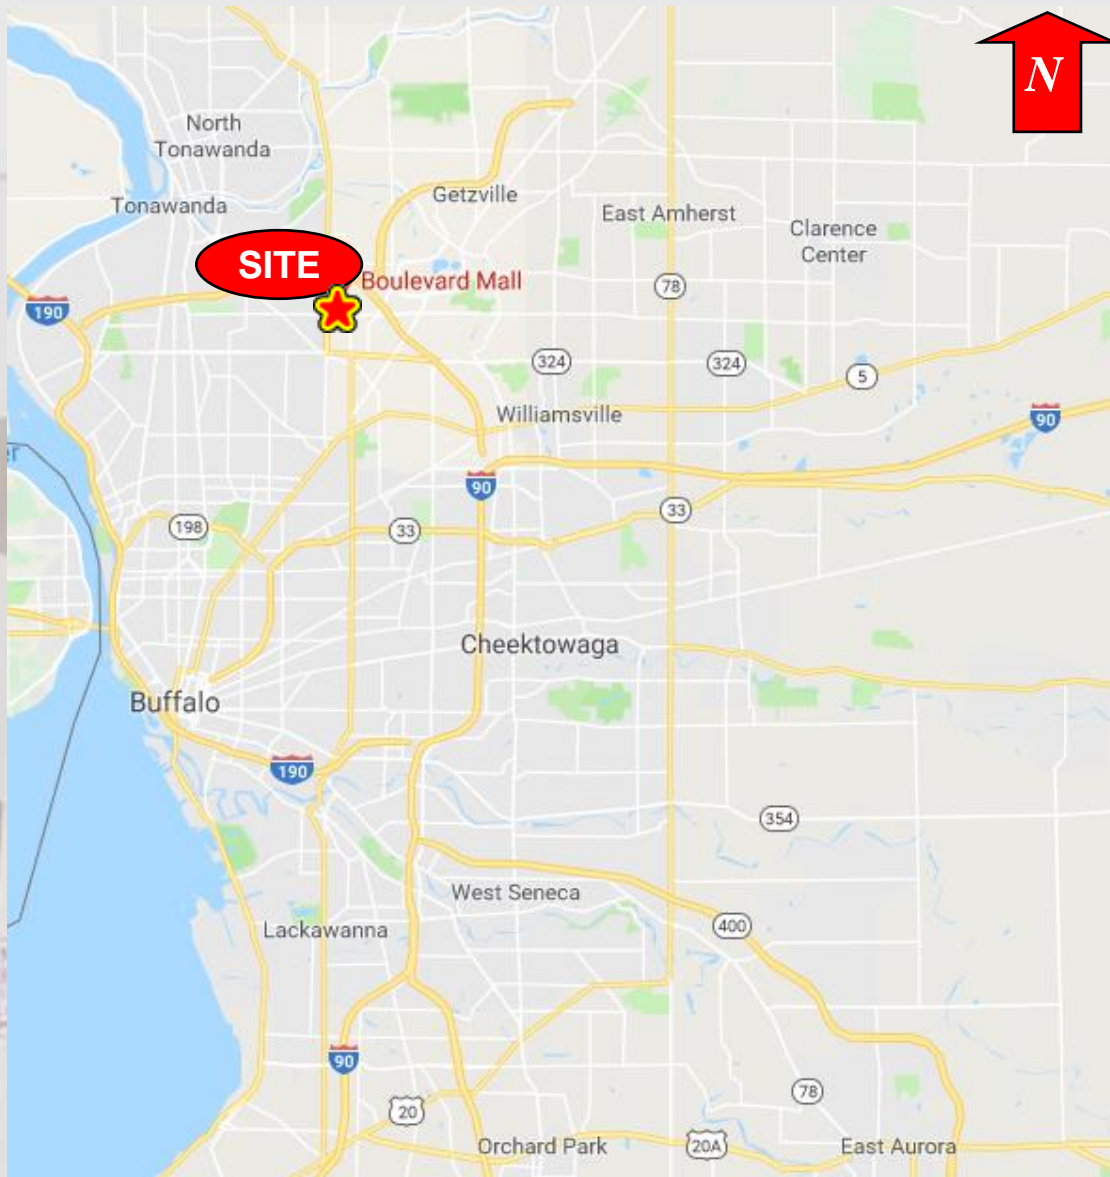 N
North
Tonawanda
Tonawanda
Getzville
East Amherst
Clarence
Center
SITE
Boulevard Mall
78
190
324
324
5
Williamsville
90
90
33
198
33
Cheektowaga
Buffalo
190
354
West Seneca
400
Lackawanna
90
78
20
Orchard Park
20A
East Aurora